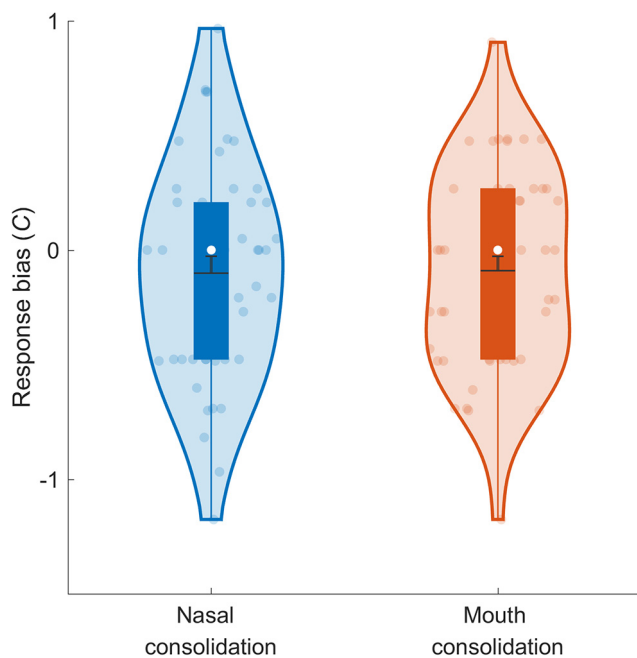 1
0
-1
Response bias (C)
Nasal
consolidation
Mouth
consolidation